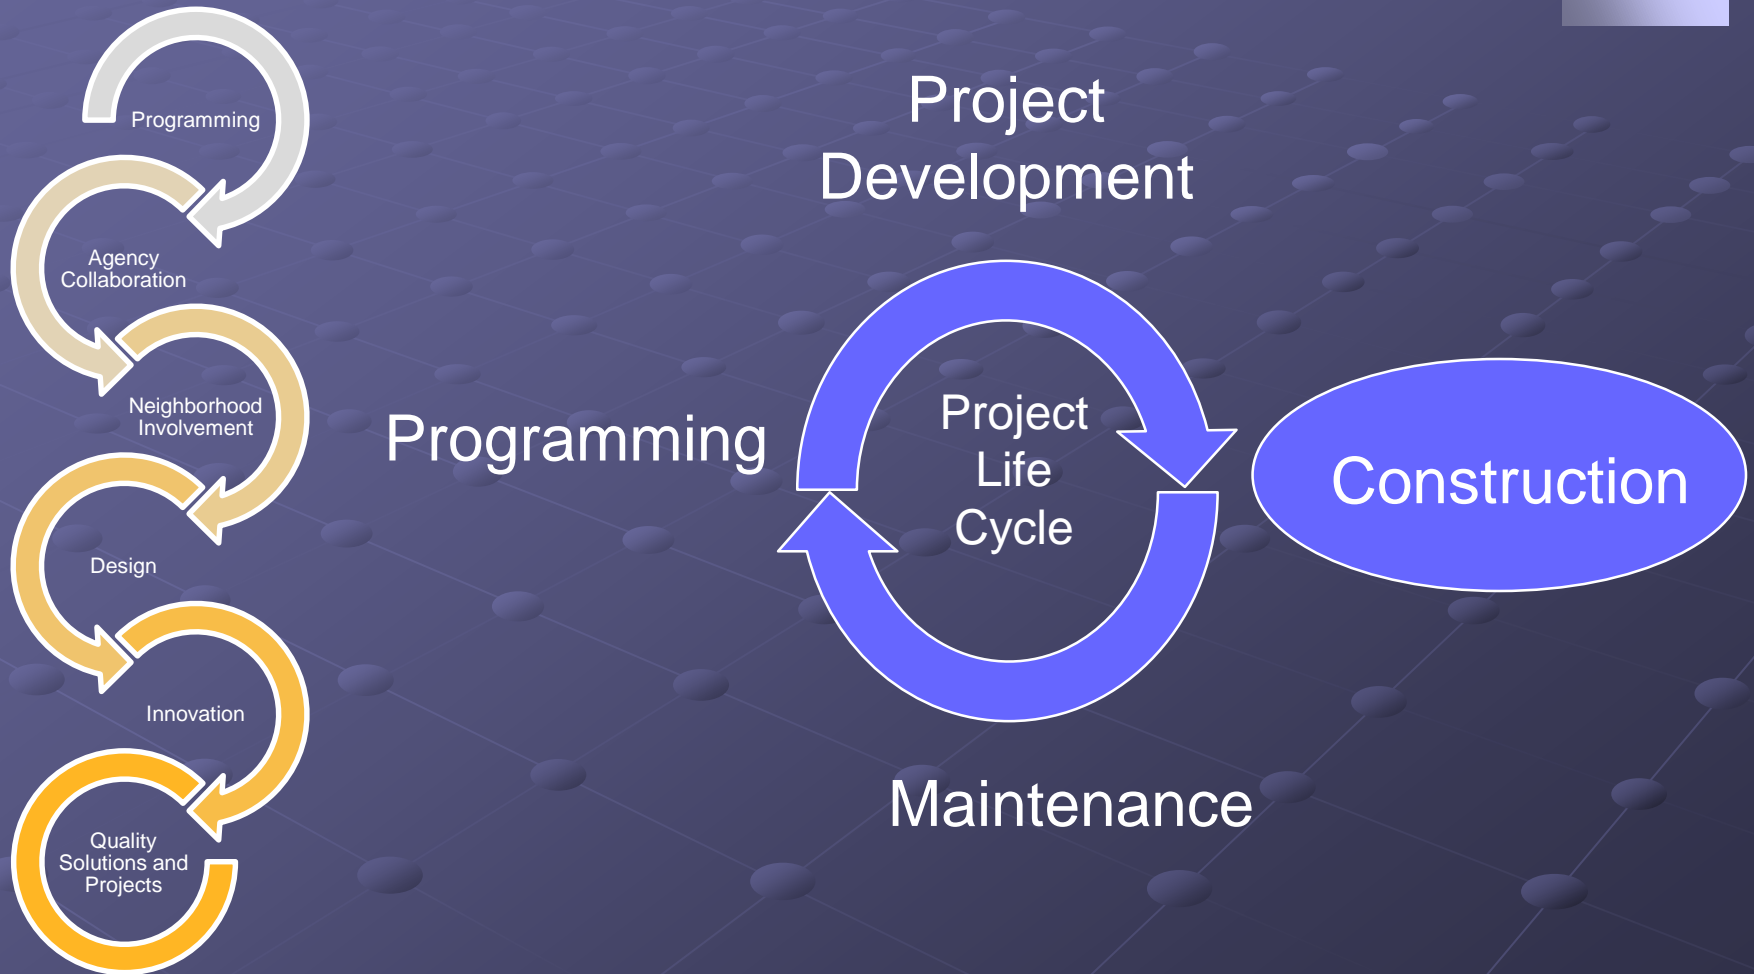 Programming
Agency
Collaboration
Neighborhood
Involvement
Design
Innovation
Quality
Solutions and
Projects
Project
Development
Programming
Project
Life
Cycle
Construction
Maintenance